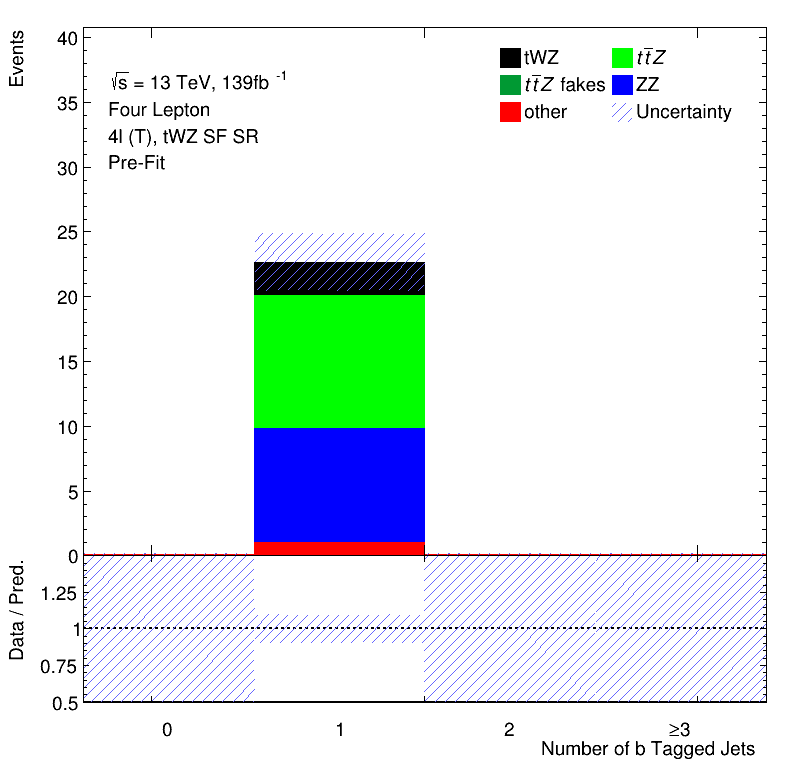 Events
40
35
30
25
20
15
10
5
0
√s = 13 TeV, 139fb⁻¹
Four Lepton
4l (T), tWZ SF SR
Pre-Fit
tWZ
tt̄Z
tt̄Z fakes
ZZ
other
Uncertainty
Data / Pred.
1.25
1
0.75
0.5
0 1 2 ≥3
Number of b Tagged Jets